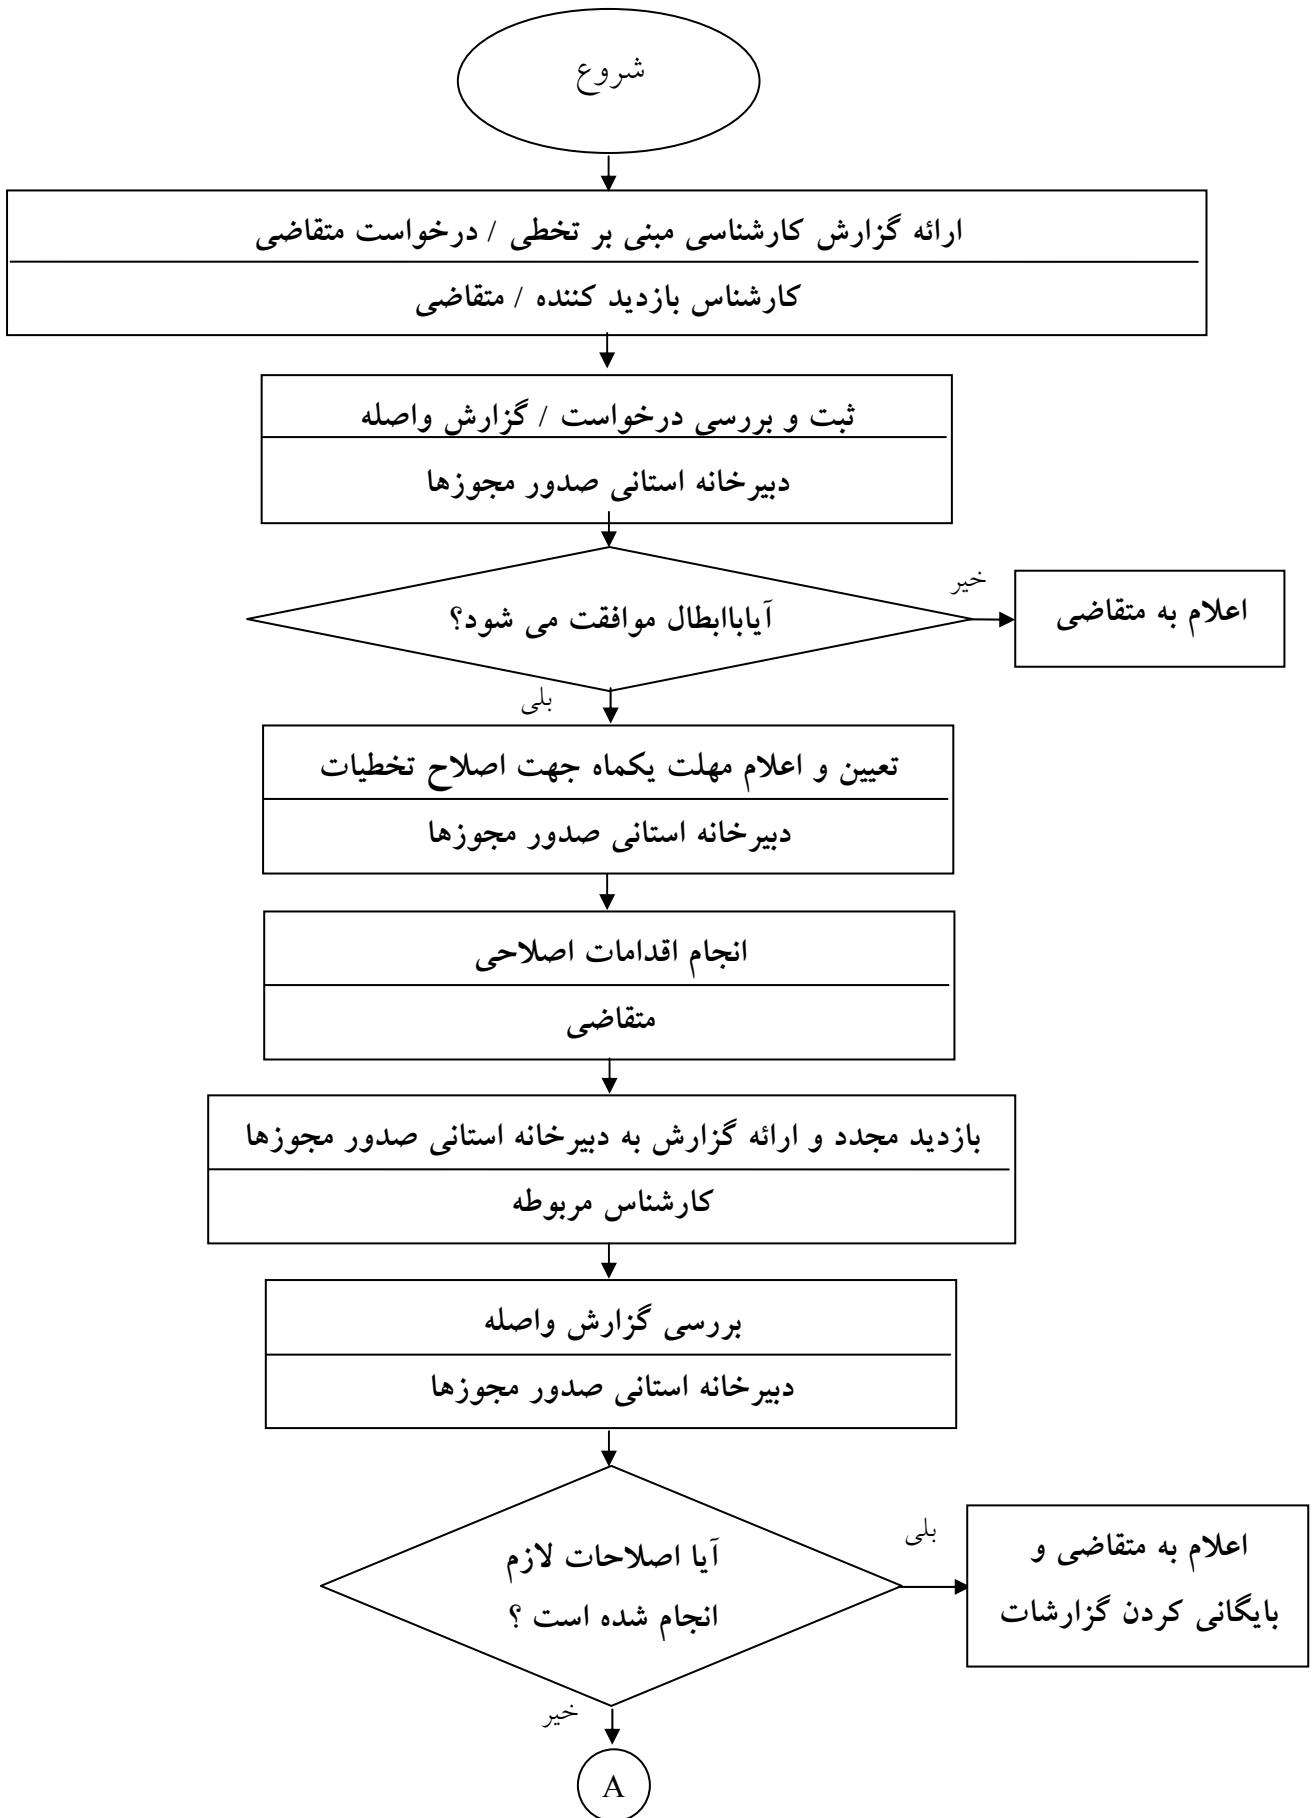 شروع
ارائه گزارش کارشناسی مبنی بر تخطی / درخواست متقاضی
کارشناس بازدید کننده / متقاضی
ثبت و بررسی درخواست / گزارش واصله
دبیرخانه استانی صدور مجوزها
آیاباابطال موافقت می شود؟
خیر
اعلام به متقاضی
بلی
تعیین و اعلام مهلت یکماه جهت اصلاح تخطیات
دبیرخانه استانی صدور مجوزها
انجام اقدامات اصلاحی
متقاضی
بازدید مجدد و ارائه گزارش به دبیرخانه استانی صدور مجوزها
کارشناس مربوطه
بررسی گزارش واصله
دبیرخانه استانی صدور مجوزها
آیا اصلاحات لازم
انجام شده است ؟
بلی
اعلام به متقاضی و
بایگانی کردن گزارشات
خیر
A